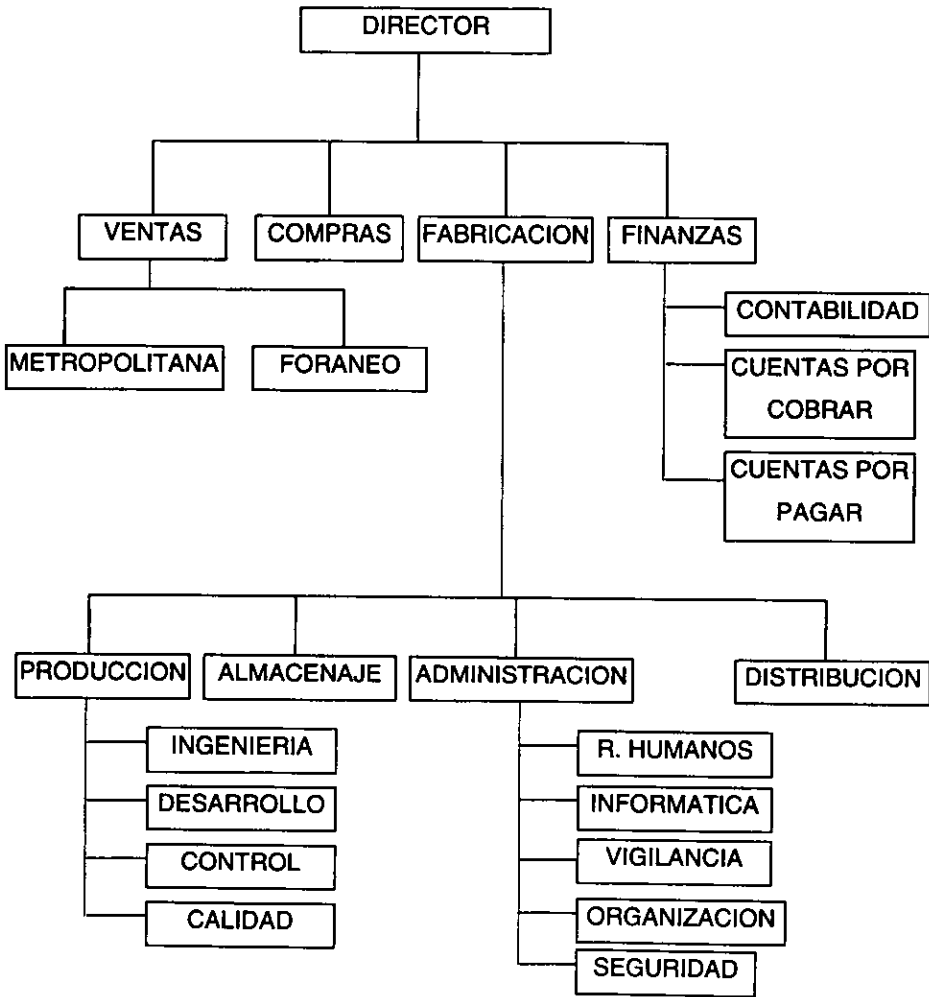 DIRECTOR
VENTAS
COMPRAS
FABRICACION
FINANZAS
METROPOLITANA
FORANEO
CONTABILIDAD
CUENTAS POR
COBRAR
CUENTAS POR
PAGAR
PRODUCCION
ALMACENAJE
ADMINISTRACION
DISTRIBUCION
INGENIERIA
DESARROLLO
CONTROL
CALIDAD
R. HUMANOS
INFORMATICA
VIGILANCIA
ORGANIZACION
SEGURIDAD